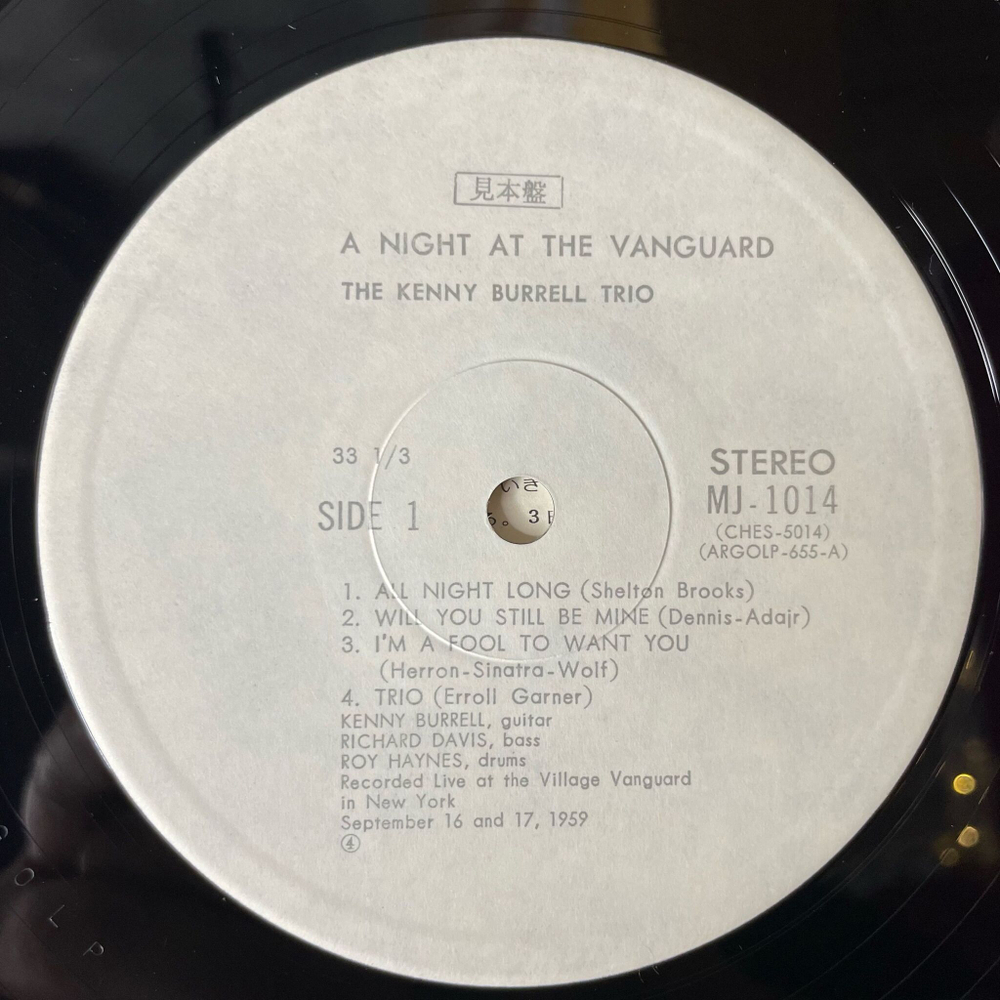 見本盤
A NIGHT AT THE VANGUARD
THE KENNY BURRELL TRIO
33 1/3
SIDE 1
STEREO
MJ-1014
(CHES-5014)
(ARGOLP-655-A)
いき
。3
1. ALL NIGHT LONG (Shelton Brooks)
2. WILL YOU STILL BE MINE (Dennis-Adajr)
3. I'M A FOOL TO WANT YOU
(Herron-Sinatra-Wolf)
4. TRIO (Erroll Garner)
KENNY BURRELL, guitar
RICHARD DAVIS, bass
ROY HAYNES, drums
Recorded Live at the Village Vanguard
in New York
September 16 and 17, 1959
④
O L P